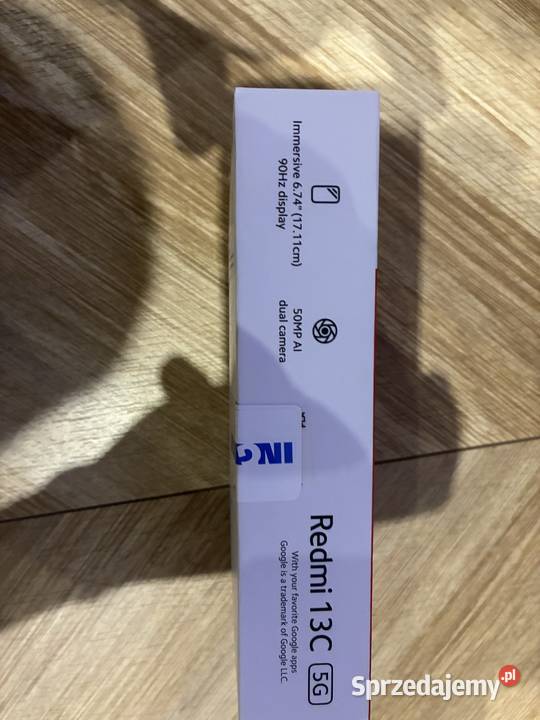 Immersive 6.74" (17.11cm)
90Hz display
50MP AI
dual camera
Redmi 13C 5G
With your favorite Google apps
Google is a trademark of Google LLC.
Sprzedajemy.pl